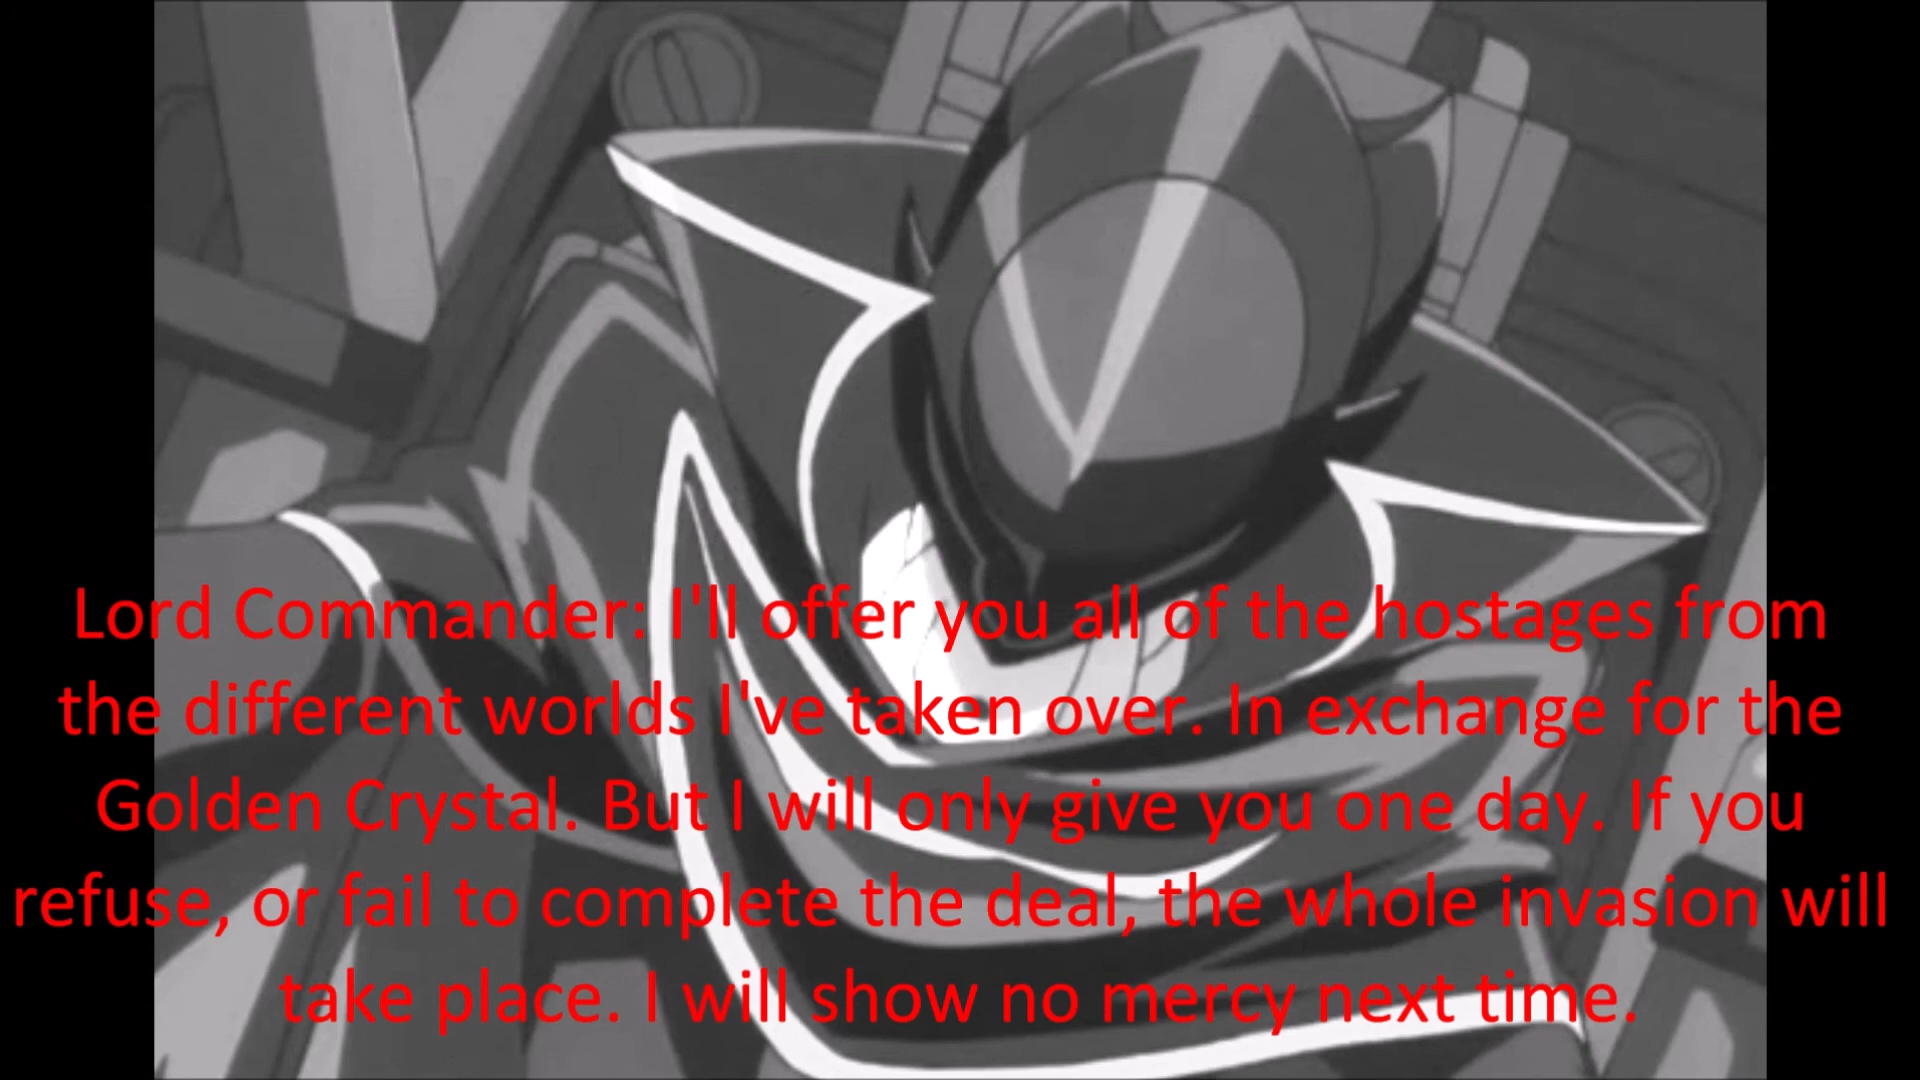 Lord Commander: I'll offer you all of the hostages from
the different worlds I've taken over. In exchange for the
Golden Crystal. But I will only give you one day. If you
refuse, or fail to complete the deal, the whole invasion will
take place. I will show no mercy next time.